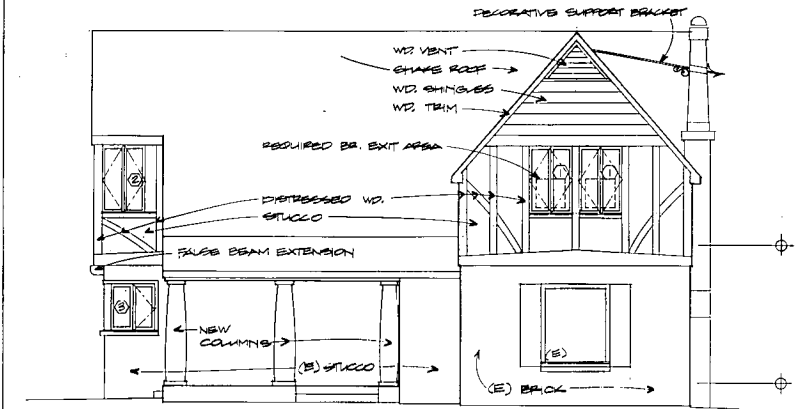 DECORATIVE SUPPORT BRACKET
WD. VENT
SHAKE ROOF
WD. SHINGLES
WD. TRIM
REQUIRED BR. EXIT AREA
1
1
2
DISTRESSED WD.
STUCCO
FALSE BEAM EXTENSION
3
NEW
COLUMNS
(E) STUCCO
(E)
(E) BRICK